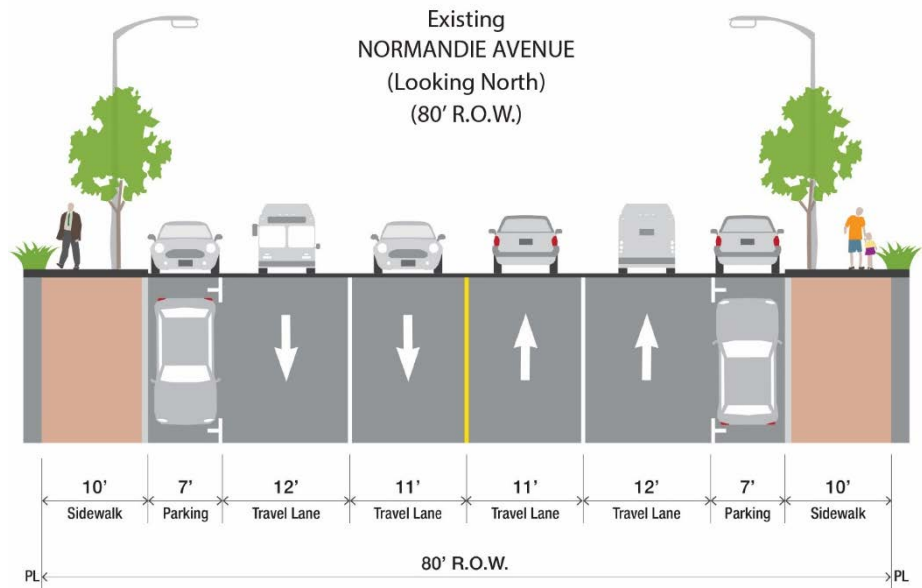 Existing
NORMANDIE AVENUE
(Looking North)
(80' R.O.W.)
10' 7' 12' 11' 11' 12' 7' 10'
Sidewalk Parking Travel Lane Travel Lane Travel Lane Travel Lane Parking Sidewalk
80' R.O.W.
PL PL